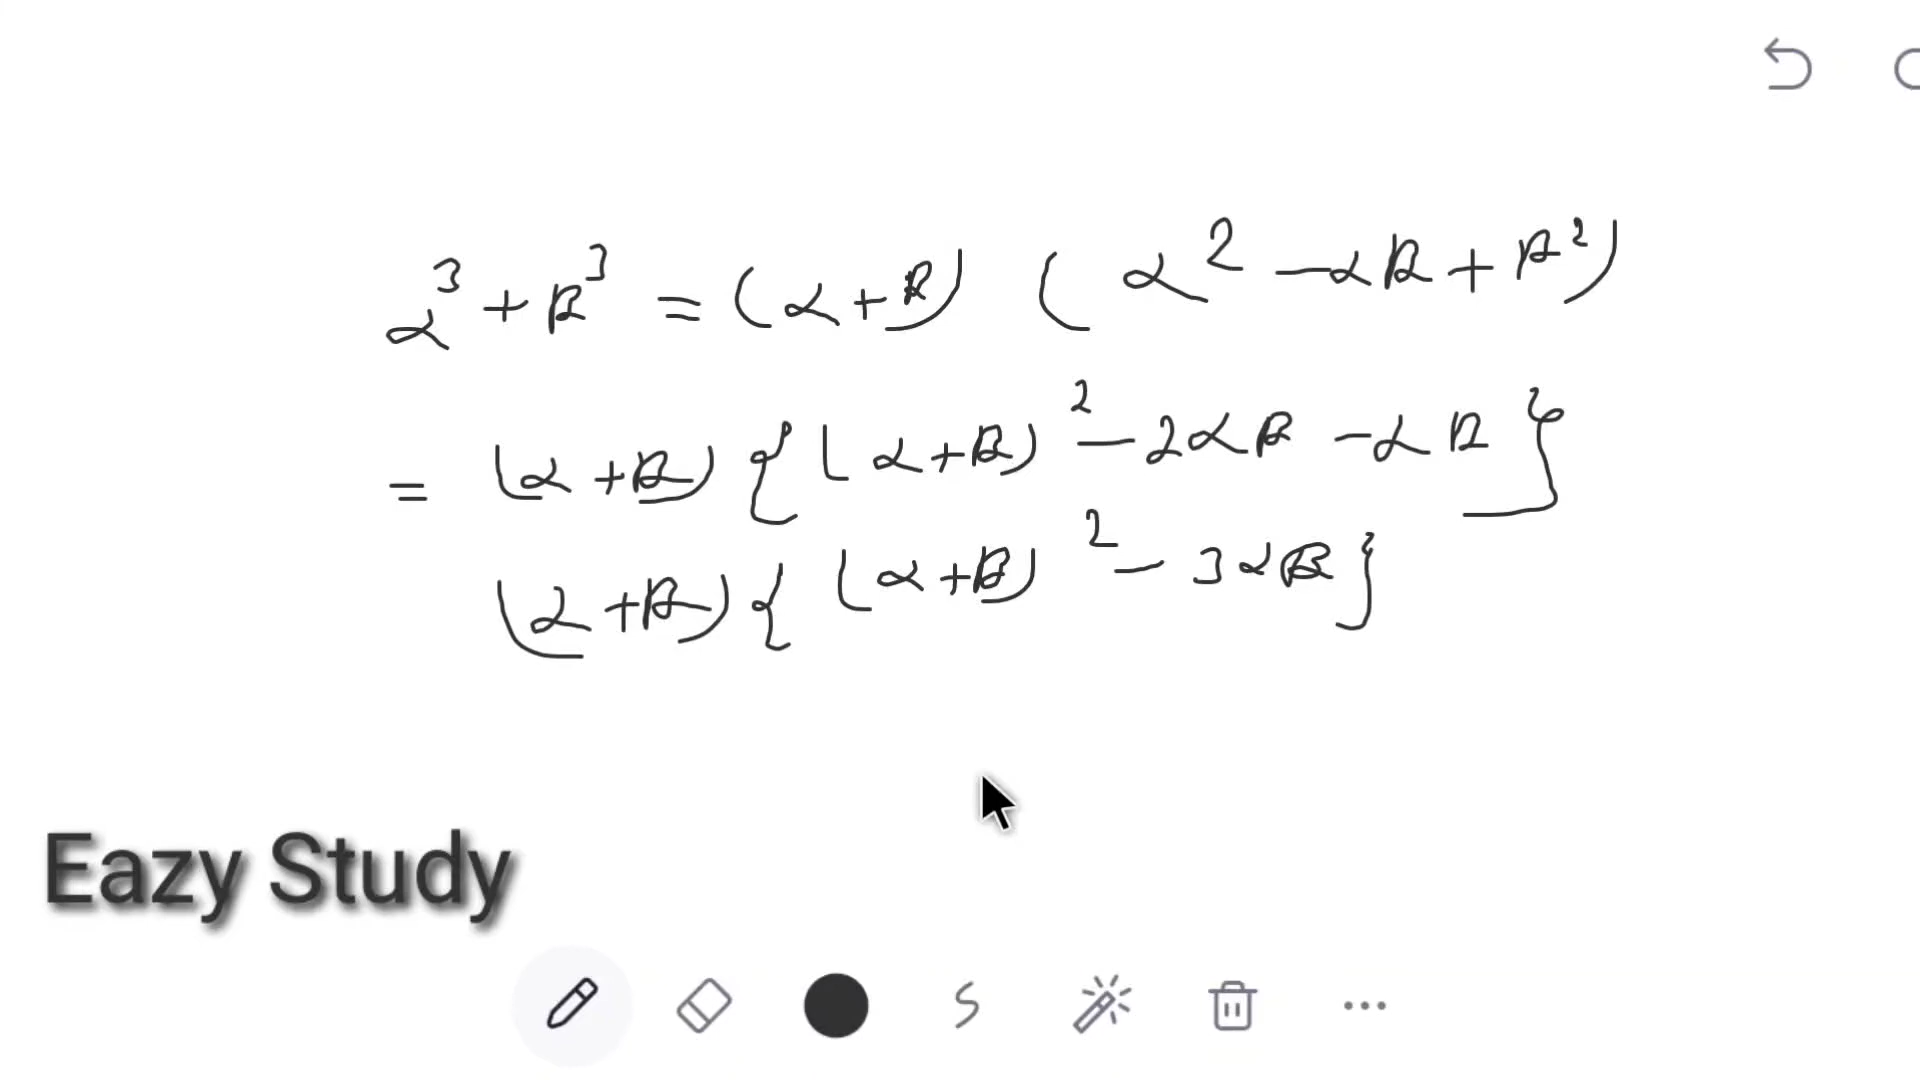 α³ + β³ = (α + β) (α² − αβ + β²)
= (α + β) {(α + β)² − 2αβ − αβ}
(α + β) {(α + β)² − 3αβ}
Eazy Study